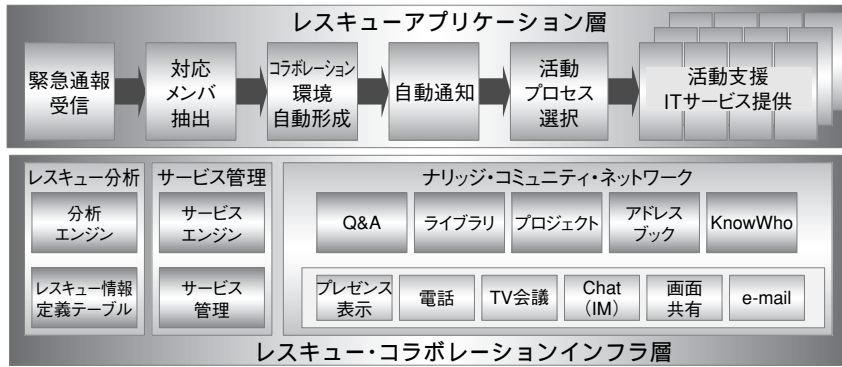 レスキューアプリケーション層
緊急通報
受信
対応
メンバ
抽出
コラボレーション
環境
自動形成
自動通知
活動
プロセス
選択
活動支援
ITサービス提供
レスキュー分析
分析
エンジン
レスキュー情報
定義テーブル
サービス管理
サービス
エンジン
サービス
管理
ナリッジ・コミュニティ・ネットワーク
Q&A
ライブラリ
プロジェクト
アドレス
ブック
KnowWho
プレゼンス
表示
電話
TV会議
Chat
(IM)
画面
共有
e-mail
レスキュー・コラボレーションインフラ層